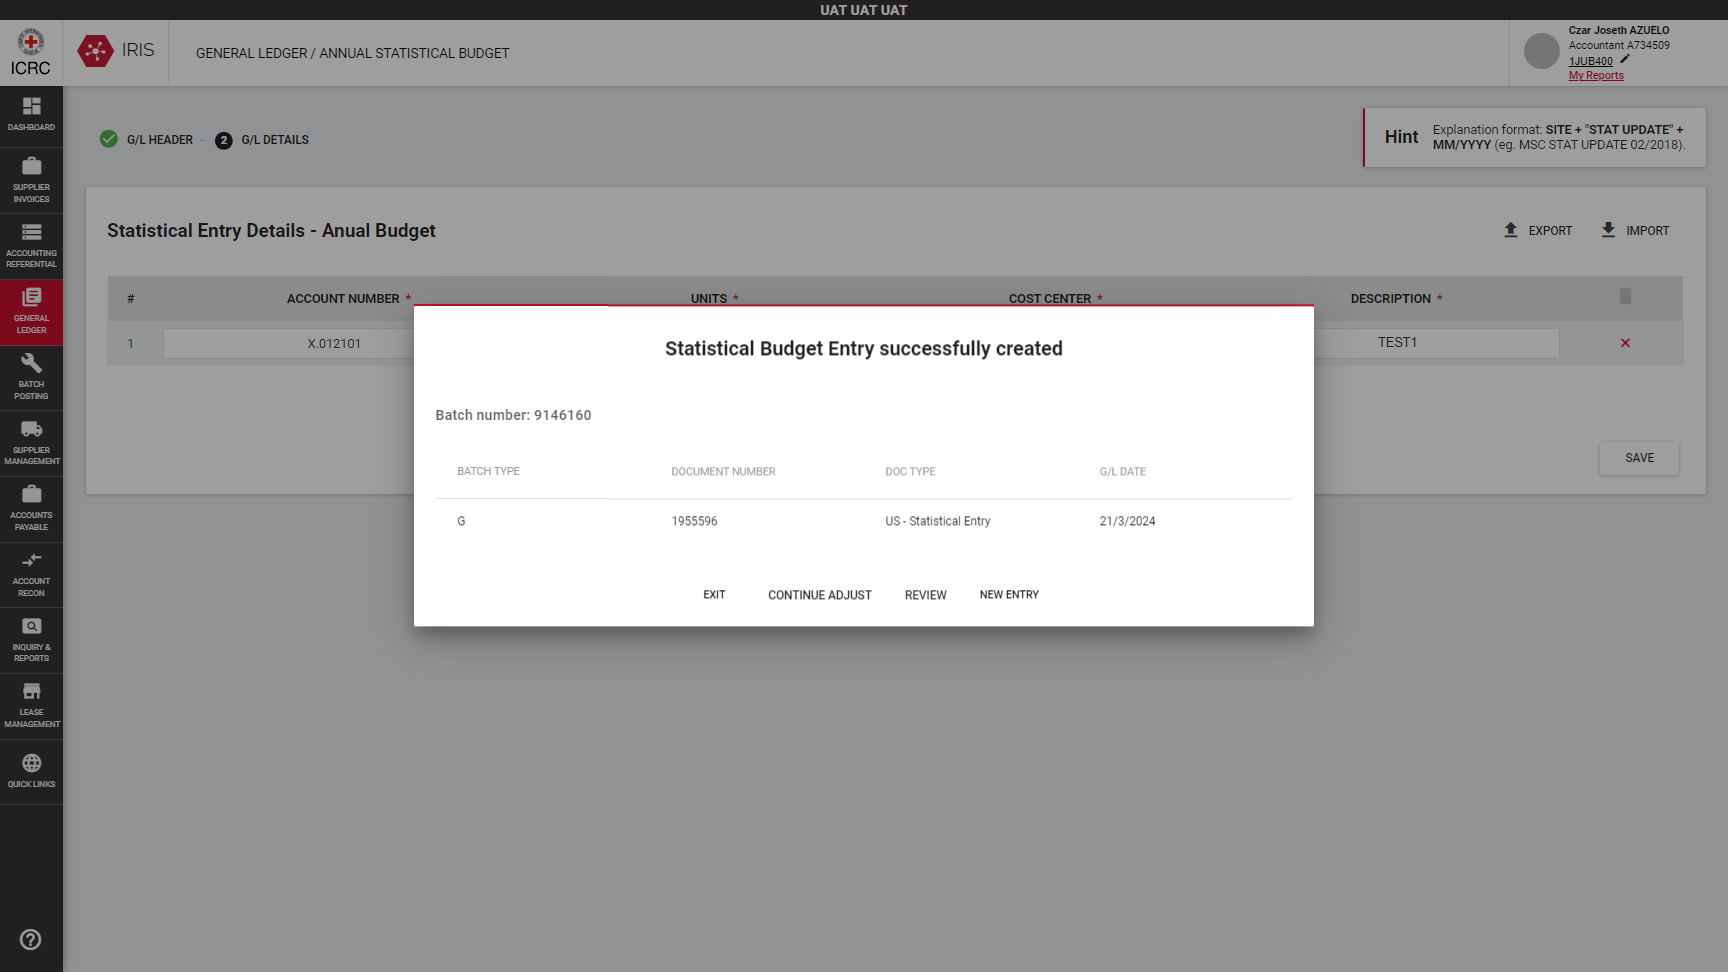 UAT UAT UAT
ICRC
IRIS
GENERAL LEDGER / ANNUAL STATISTICAL BUDGET
Czar Joseth AZUELO
Accountant A734509
1JUB400
My Reports
DASHBOARD
SUPPLIER
INVOICES
ACCOUNTING
REFERENTIAL
GENERAL
LEDGER
BATCH
POSTING
SUPPLIER
MANAGEMENT
ACCOUNTS
PAYABLE
ACCOUNT
RECON
INQUIRY &
REPORTS
LEASE
MANAGEMENT
QUICK LINKS
G/L HEADER
2 G/L DETAILS
Hint
Explanation format: SITE + "STAT UPDATE" +
MM/YYYY (eg. MSC STAT UPDATE 02/2018).
Statistical Entry Details - Anual Budget
EXPORT IMPORT
# ACCOUNT NUMBER * UNITS * COST CENTER * DESCRIPTION *
1 X.012101 TEST1
SAVE
Statistical Budget Entry successfully created
Batch number: 9146160
BATCH TYPE DOCUMENT NUMBER DOC TYPE G/L DATE
G 1955596 US - Statistical Entry 21/3/2024
EXIT CONTINUE ADJUST REVIEW NEW ENTRY